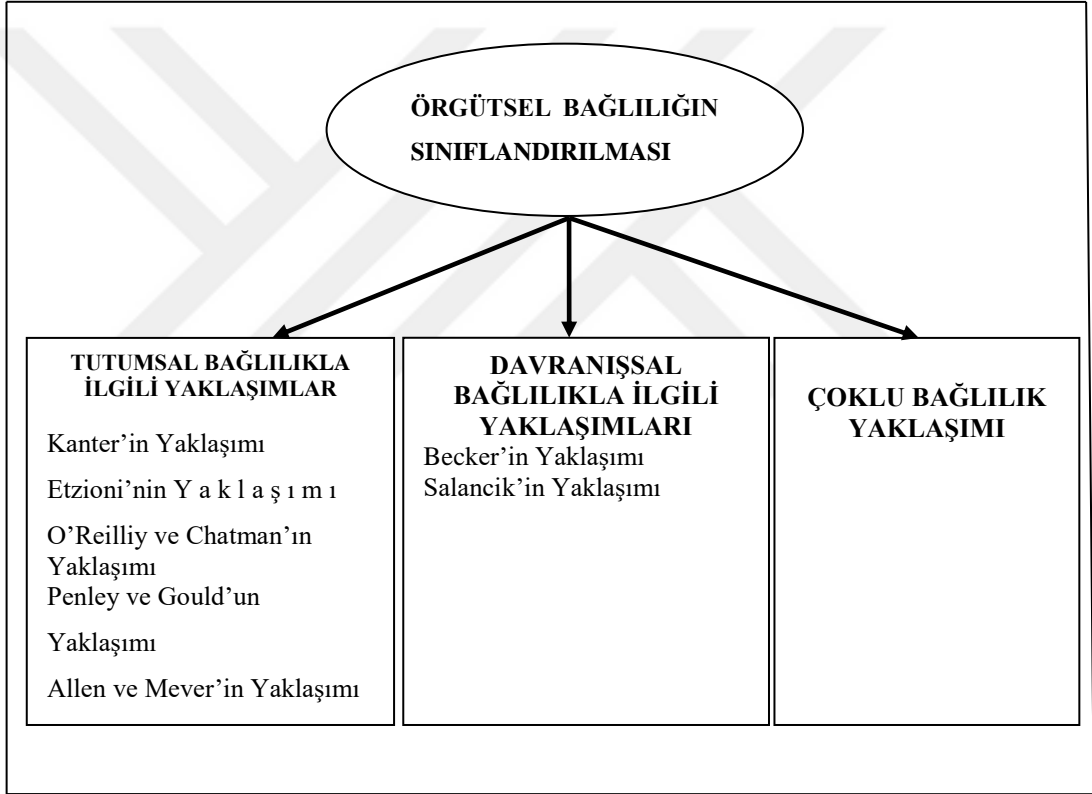 ÖRGÜTSEL BAĞLILIĞIN
SINIFLANDIRILMASI
TUTUMSAL BAĞLILIKLA
İLGİLİ YAKLAŞIMLAR
Kanter’in Yaklaşımı
Etzioni’nin Y a k l a ş ı m ı
O’Reilliy ve Chatman’ın
Yaklaşımı
Penley ve Gould’un
Yaklaşımı
Allen ve Mever’in Yaklaşımı
DAVRANIŞSAL
BAĞLILIKLA İLGİLİ
YAKLAŞIMLARI
Becker’in Yaklaşımı
Salancik’in Yaklaşımı
ÇOKLU BAĞLILIK
YAKLAŞIMI